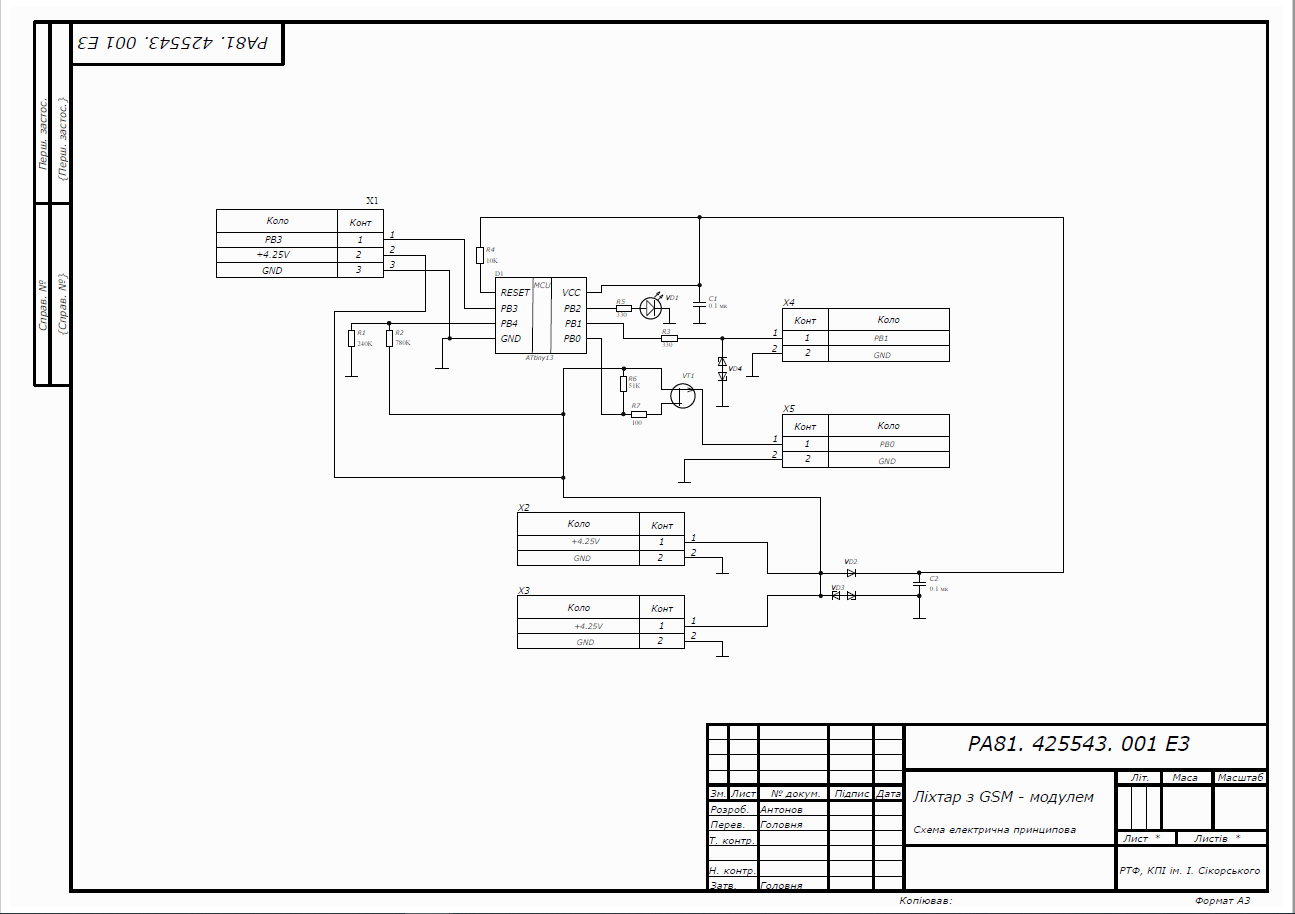 РА81. 425543. 001 Е3
Перш. застос.
{Перш. застос.}
Справ. №
{Справ. №}
X1
Коло Конт
PB3 1 1
+4.25V 2 2
GND 3 3
R4
10K
D1
MCU
RESET VCC
PB3 PB2
PB4 PB1
GND PB0
ATtiny13
R1
240K
R2
780K
R5
330
VD1
C1
0.1 мк
R3
330
VD4
R6
51K
R7
100
VT1
X4
Конт Коло
1 1 PB1
2 2 GND
X5
Конт Коло
1 1 PB0
2 2 GND
X2
Коло Конт
+4.25V 1 1
GND 2 2
X3
Коло Конт
+4.25V 1 1
GND 2 2
VD2
VD3
C2
0.1 мк
РА81. 425543. 001 Е3
Зм. Лист № докум. Підпис Дата
Розроб. Антонов
Перев. Головня
Т. контр.
Н. контр.
Затв. Головня
Ліхтар з GSM - модулем
Схема електрична принципова
Літ. Маса Масштаб
Лист * Листів *
РТФ, КПІ ім. І. Сікорського
Копіював: Формат А3